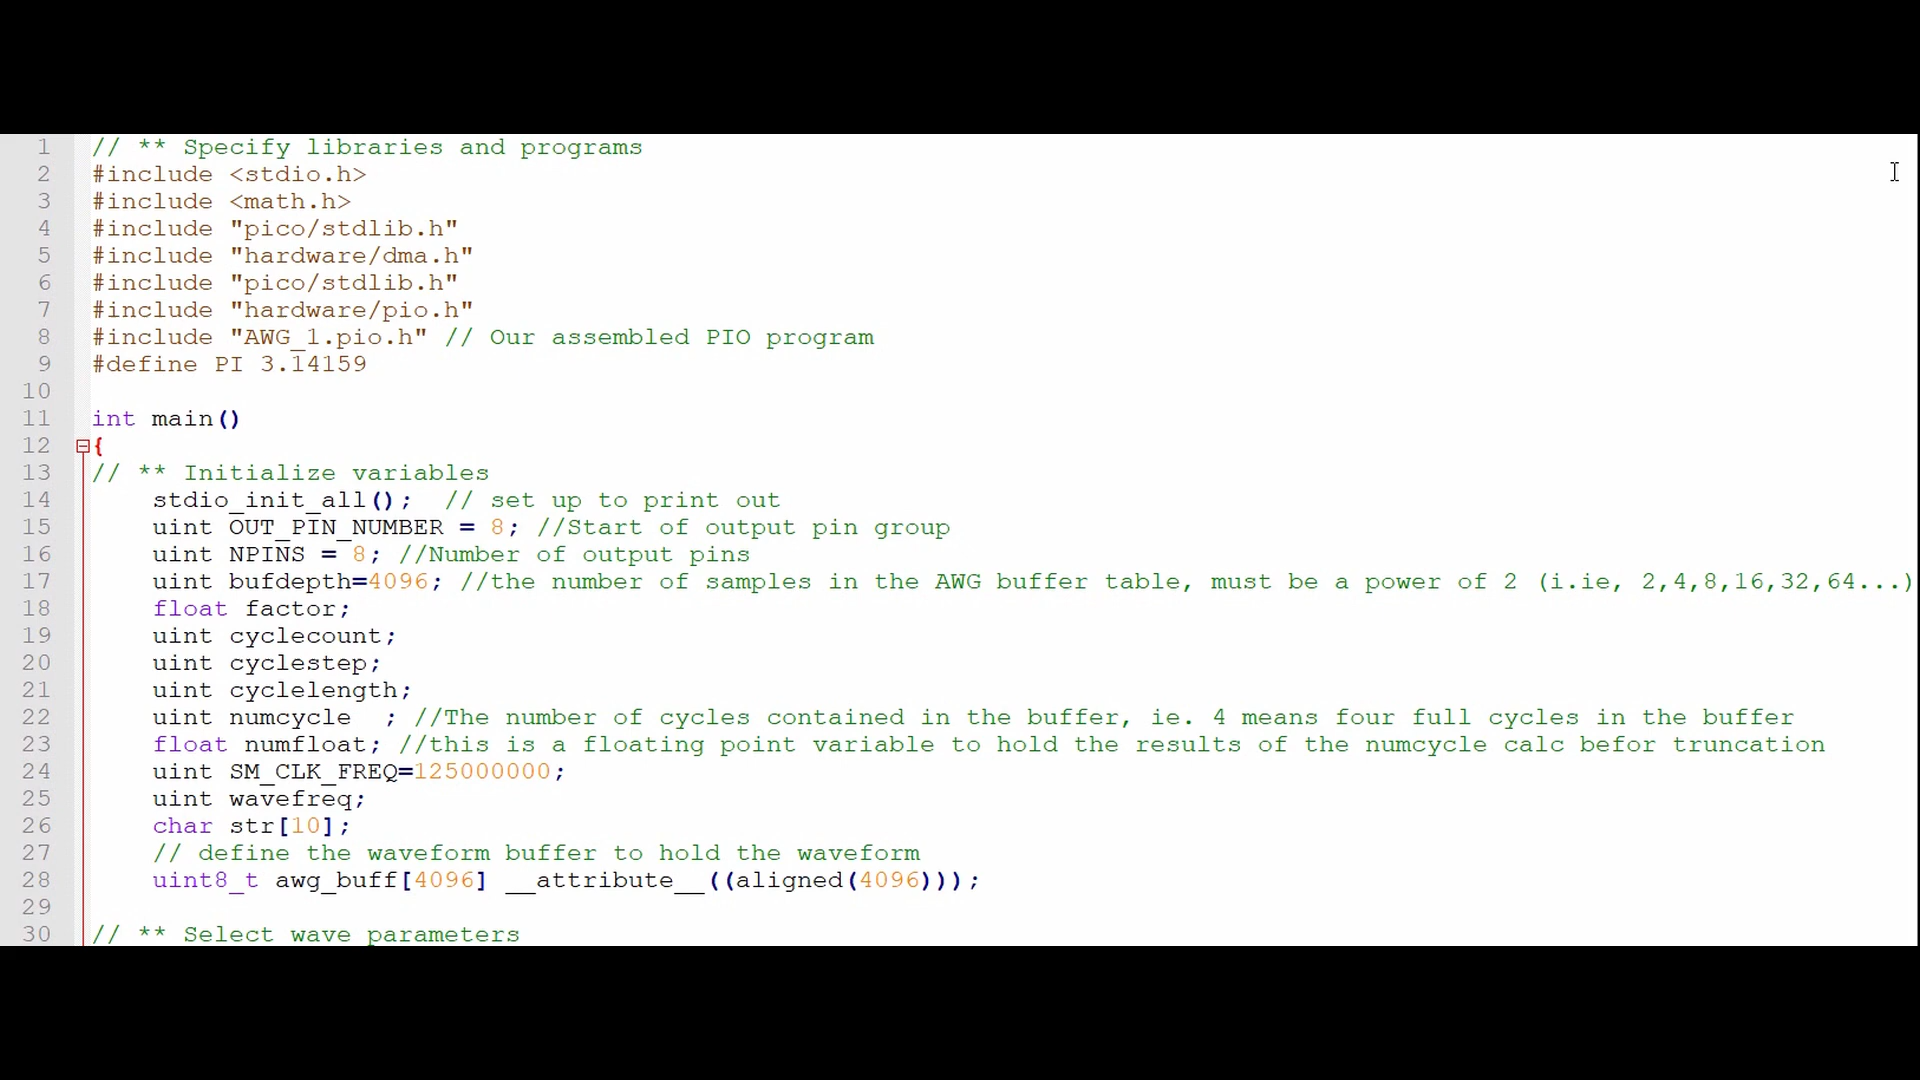 1 // ** Specify libraries and programs
2 #include <stdio.h>
3 #include <math.h>
4 #include "pico/stdlib.h"
5 #include "hardware/dma.h"
6 #include "pico/stdlib.h"
7 #include "hardware/pio.h"
8 #include "AWG_1.pio.h" // Our assembled PIO program
9 #define PI 3.14159
10
11 int main()
12 {
13 // ** Initialize variables
14     stdio_init_all();  // set up to print out
15     uint OUT_PIN_NUMBER = 8; //Start of output pin group
16     uint NPINS = 8; //Number of output pins
17     uint bufdepth=4096; //the number of samples in the AWG buffer table, must be a power of 2 (i.ie, 2,4,8,16,32,64...)
18     float factor;
19     uint cyclecount;
20     uint cyclestep;
21     uint cyclelength;
22     uint numcycle  ; //The number of cycles contained in the buffer, ie. 4 means four full cycles in the buffer
23     float numfloat; //this is a floating point variable to hold the results of the numcycle calc befor truncation
24     uint SM_CLK_FREQ=125000000;
25     uint wavefreq;
26     char str[10];
27     // define the waveform buffer to hold the waveform
28     uint8_t awg_buff[4096] __attribute__((aligned(4096)));
29
30 // ** Select wave parameters